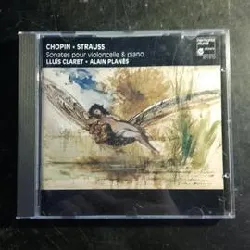 CHOPIN • STRAUSS
Sonates pour violoncelle & piano
LLUÍS CLARET • ALAIN PLANÈS